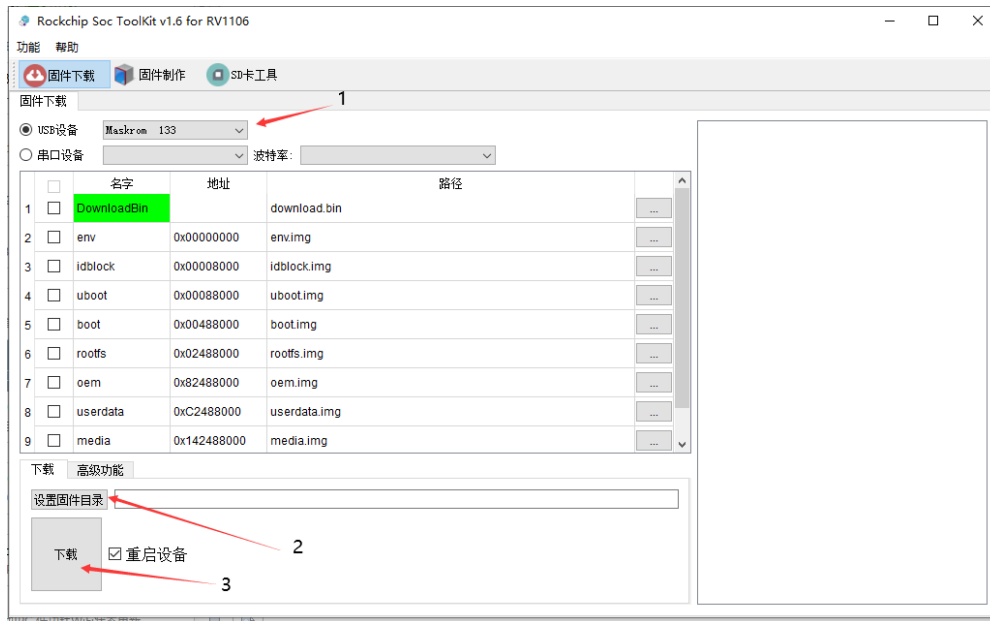 Rockchip Soc ToolKit v1.6 for RV1106
功能 帮助
固件下载 固件制作 SD卡工具
固件下载
1
USB设备 Maskrom 133
串口设备 波特率:
名字 地址 路径
1 DownloadBin download.bin ...
2 env 0x00000000 env.img ...
3 idblock 0x00008000 idblock.img ...
4 uboot 0x00088000 uboot.img ...
5 boot 0x00488000 boot.img ...
6 rootfs 0x02488000 rootfs.img ...
7 oem 0x82488000 oem.img ...
8 userdata 0xC2488000 userdata.img ...
9 media 0x142488000 media.img ...
下载 高级功能
设置固件目录
2
下载 重启设备
3